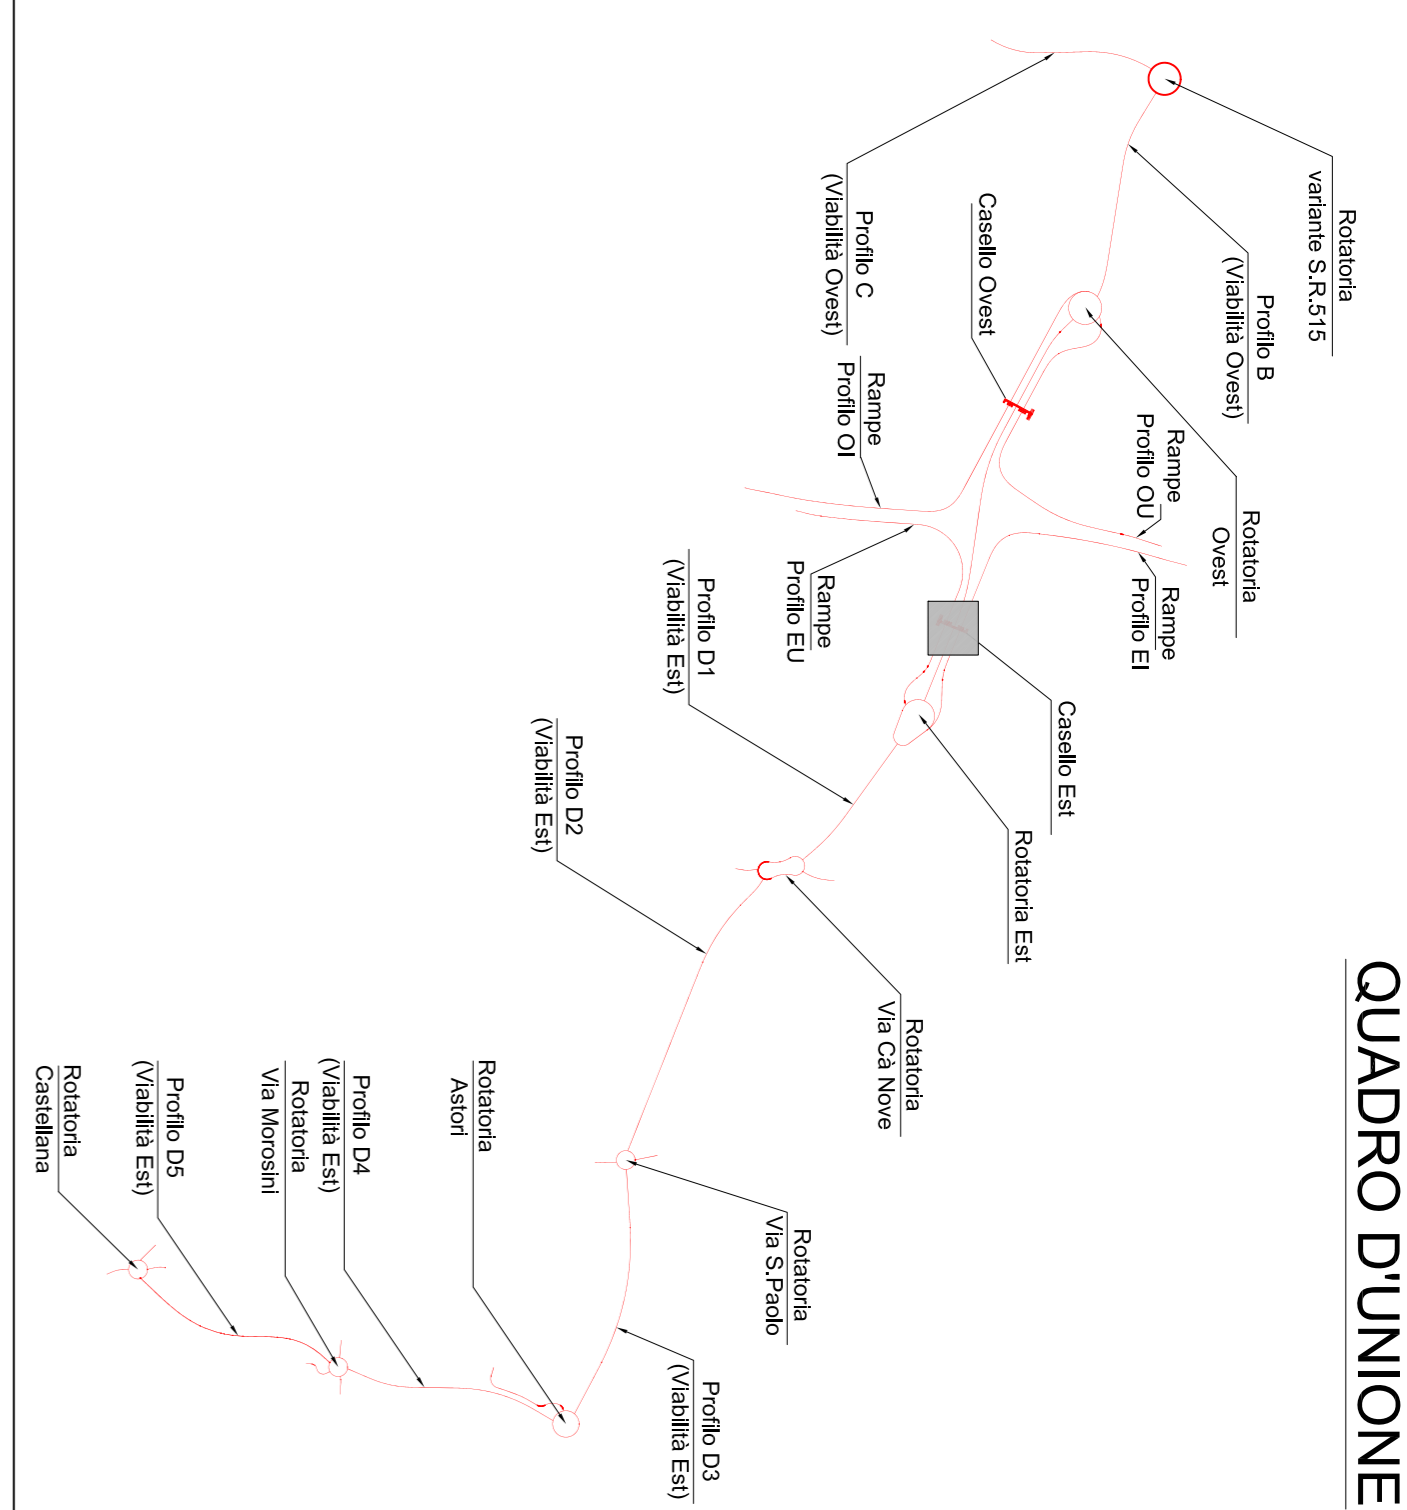 QUADRO D'UNIONE
Rotatoria
variante S.R.515
Profilo B
(Viabilità Ovest)
Rotatoria
Ovest
Rampe
Profilo OU
Rampe
Profilo EI
Casello Ovest
Profilo C
(Viabilità Ovest)
Rampe
Profilo OI
Rampe
Profilo EU
Casello Est
Rotatoria Est
Profilo D1
(Viabilità Est)
Profilo D2
(Viabilità Est)
Rotatoria
Via Cà Nove
Rotatoria
Via S.Paolo
Profilo D3
(Viabilità Est)
Rotatoria
Astori
Profilo D4
(Viabilità Est)
Rotatoria
Via Morosini
Profilo D5
(Viabilità Est)
Rotatoria
Castellana